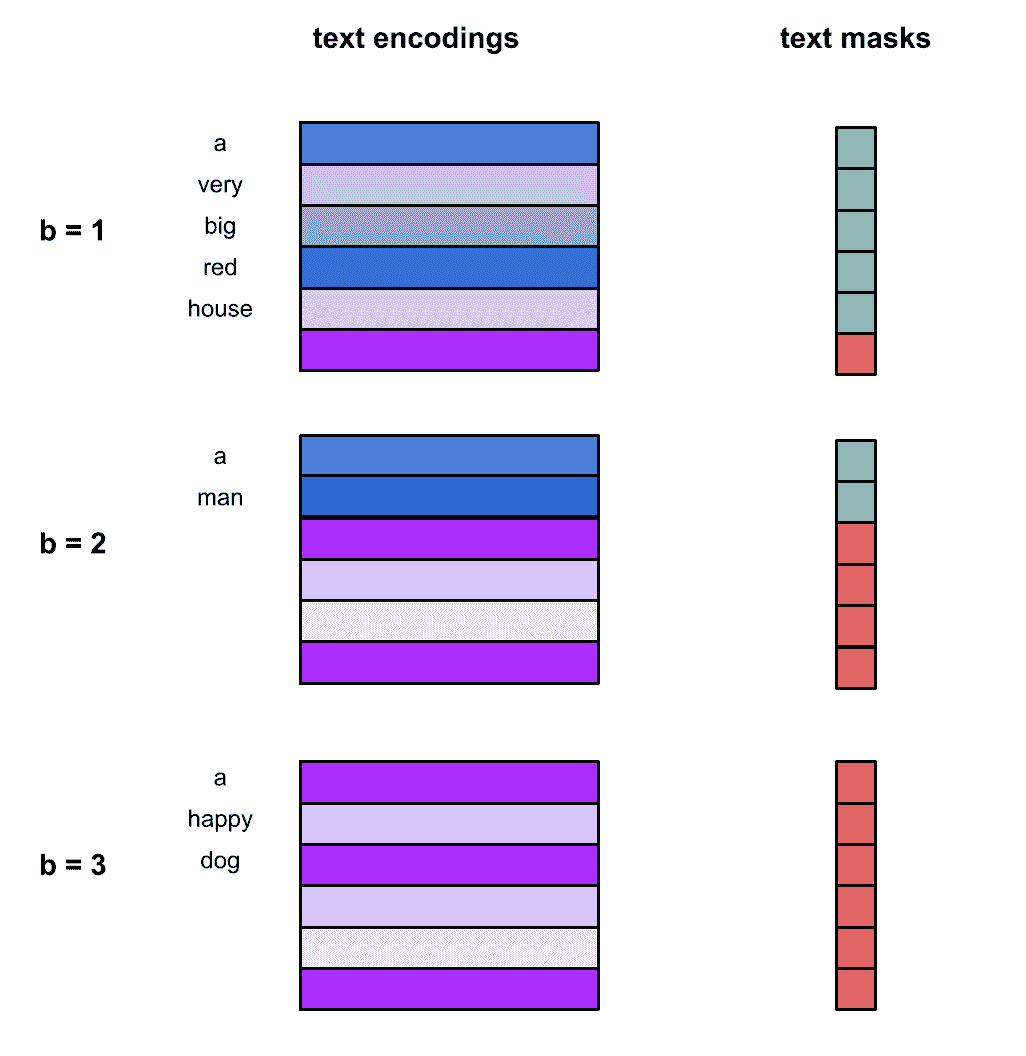 text encodings
text masks
a
very
b = 1
big
red
house
a
man
b = 2
a
happy
b = 3
dog